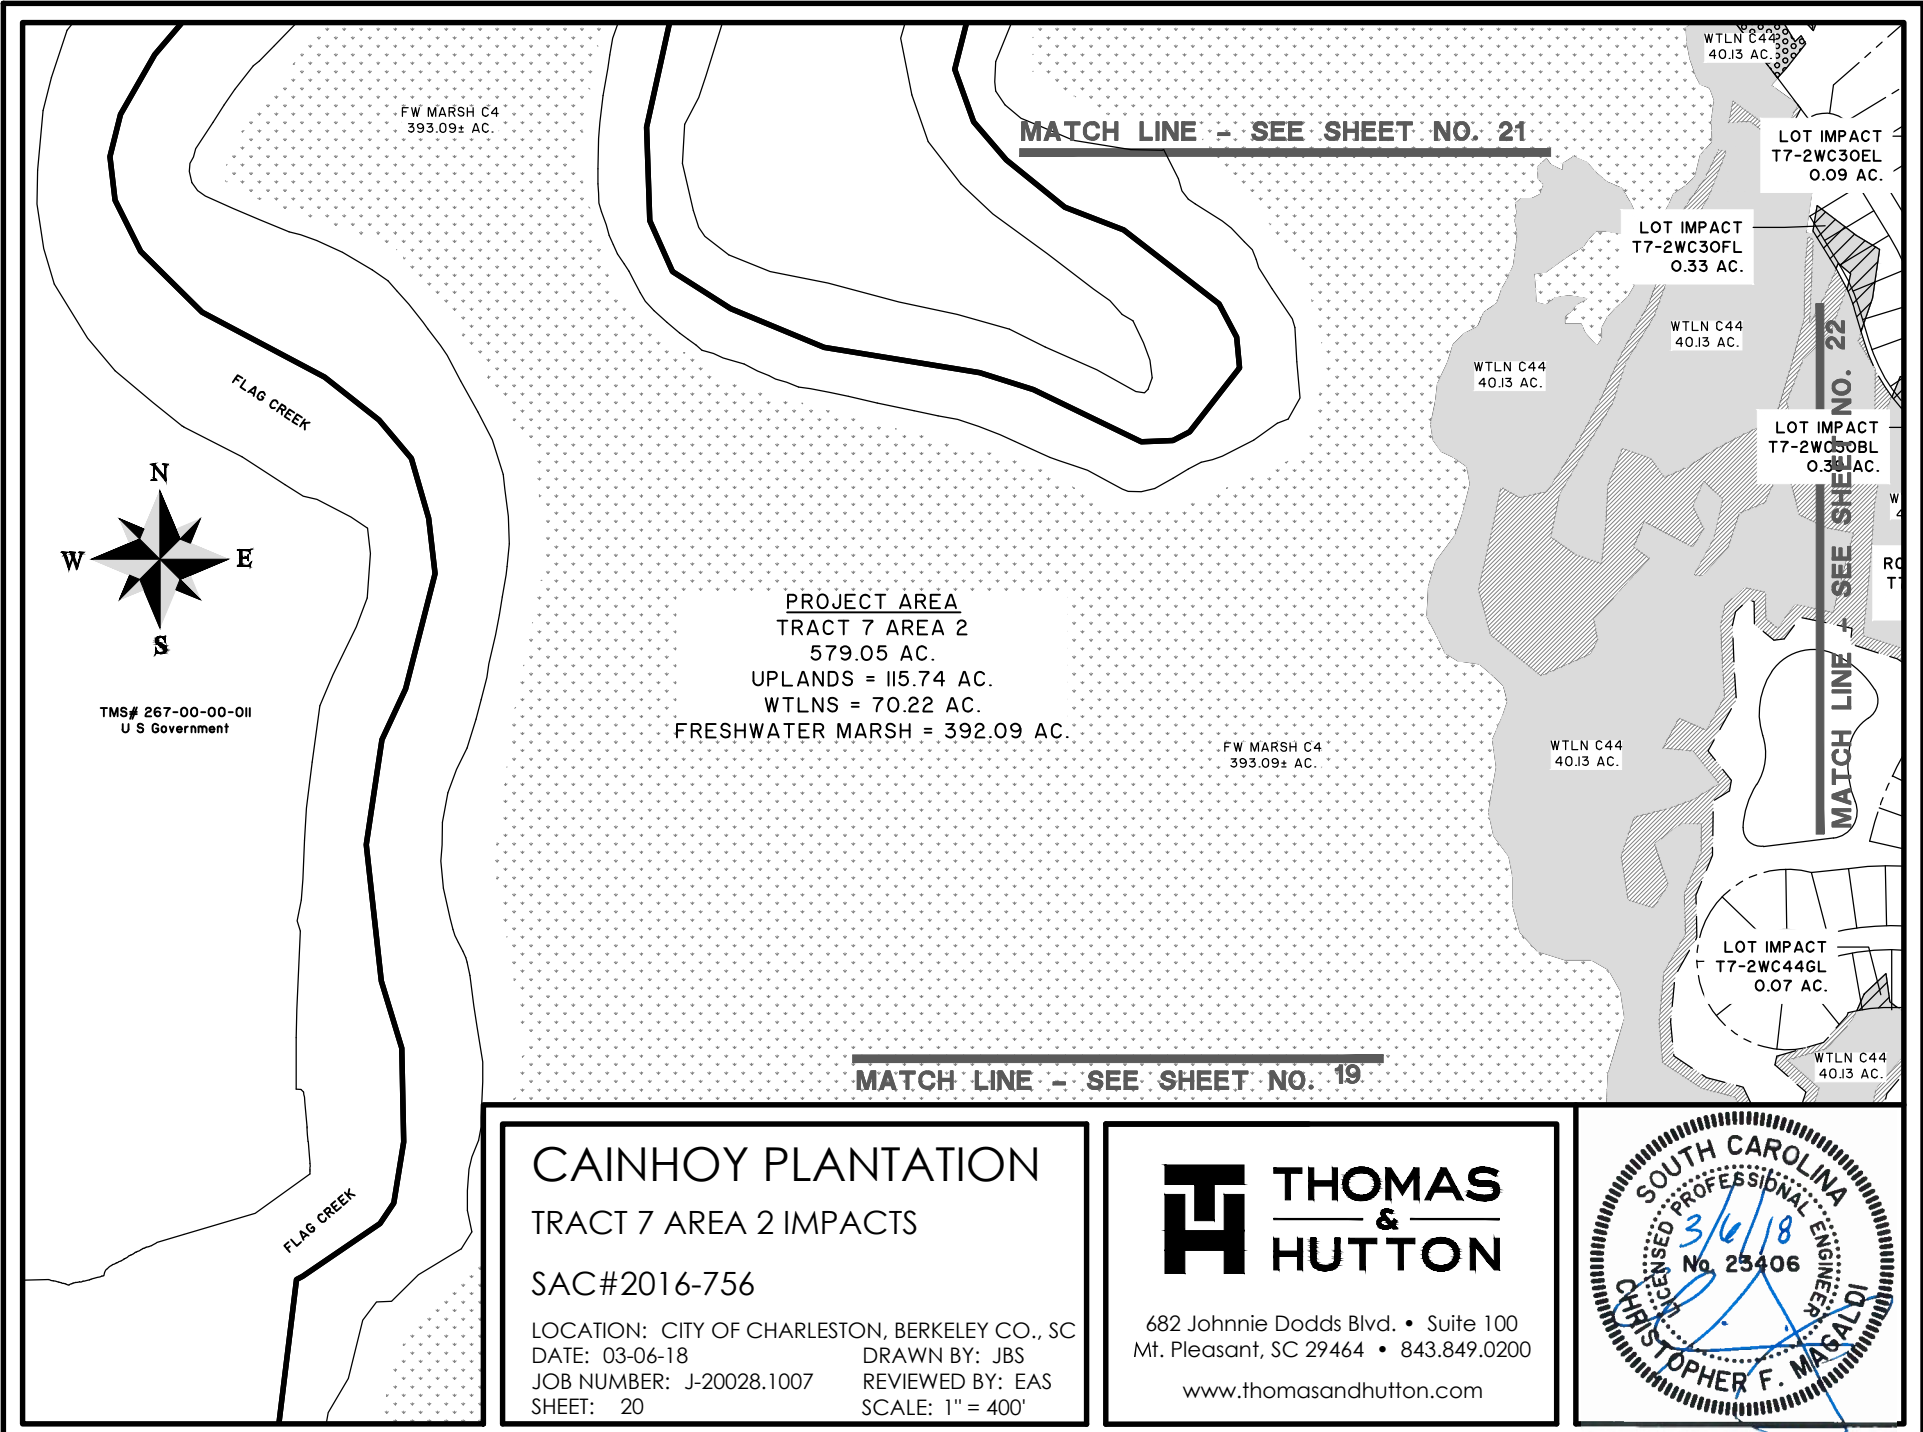 WTLN C44
40.13 AC.
FW MARSH C4
393.09± AC.
MATCH LINE - SEE SHEET NO. 21
LOT IMPACT
T7-2WC30EL
0.09 AC.
LOT IMPACT
T7-2WC30FL
0.33 AC.
WTLN C44
40.13 AC.
WTLN C44
40.13 AC.
FLAG CREEK
LOT IMPACT
AC.
MATCH LINE - SEE SHEET NO. 22
N
W
E
S
PROJECT AREA
TRACT 7 AREA 2
579.05 AC.
UPLANDS = 115.74 AC.
WTLNS = 70.22 AC.
FRESHWATER MARSH = 392.09 AC.
TMS# 267-00-00-011
U S Government
FW MARSH C4
393.09± AC.
WTLN C44
40.13 AC.
LOT IMPACT
T7-2WC44GL
0.07 AC.
WTLN C44
40.13 AC.
MATCH LINE - SEE SHEET NO. 19
FLAG CREEK
CAINHOY PLANTATION
TRACT 7 AREA 2 IMPACTS
SAC#2016-756
LOCATION: CITY OF CHARLESTON, BERKELEY CO., SC
DATE: 03-06-18 DRAWN BY: JBS
JOB NUMBER: J-20028.1007 REVIEWED BY: EAS
SHEET: 20 SCALE: 1" = 400'
TH
THOMAS
&
HUTTON
682 Johnnie Dodds Blvd. • Suite 100
Mt. Pleasant, SC 29464 • 843.849.0200
www.thomasandhutton.com
SOUTH CAROLINA
LICENSED PROFESSIONAL ENGINEER
3/6/18
No. 23406
CHRISTOPHER F. MAGALDI